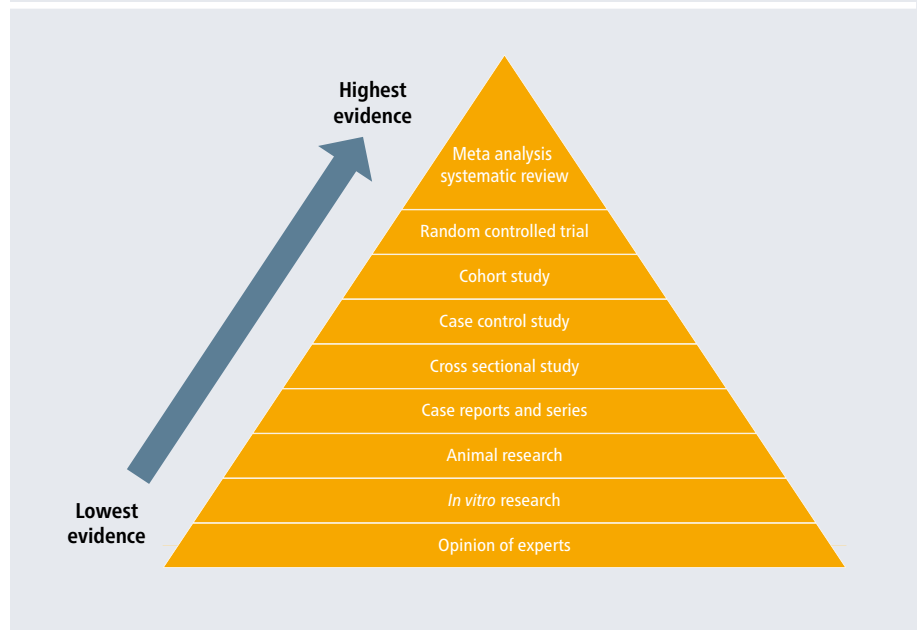 Highest
evidence
Meta analysis
systematic review
Random controlled trial
Cohort study
Case control study
Cross sectional study
Case reports and series
Animal research
In vitro research
Lowest
evidence
Opinion of experts